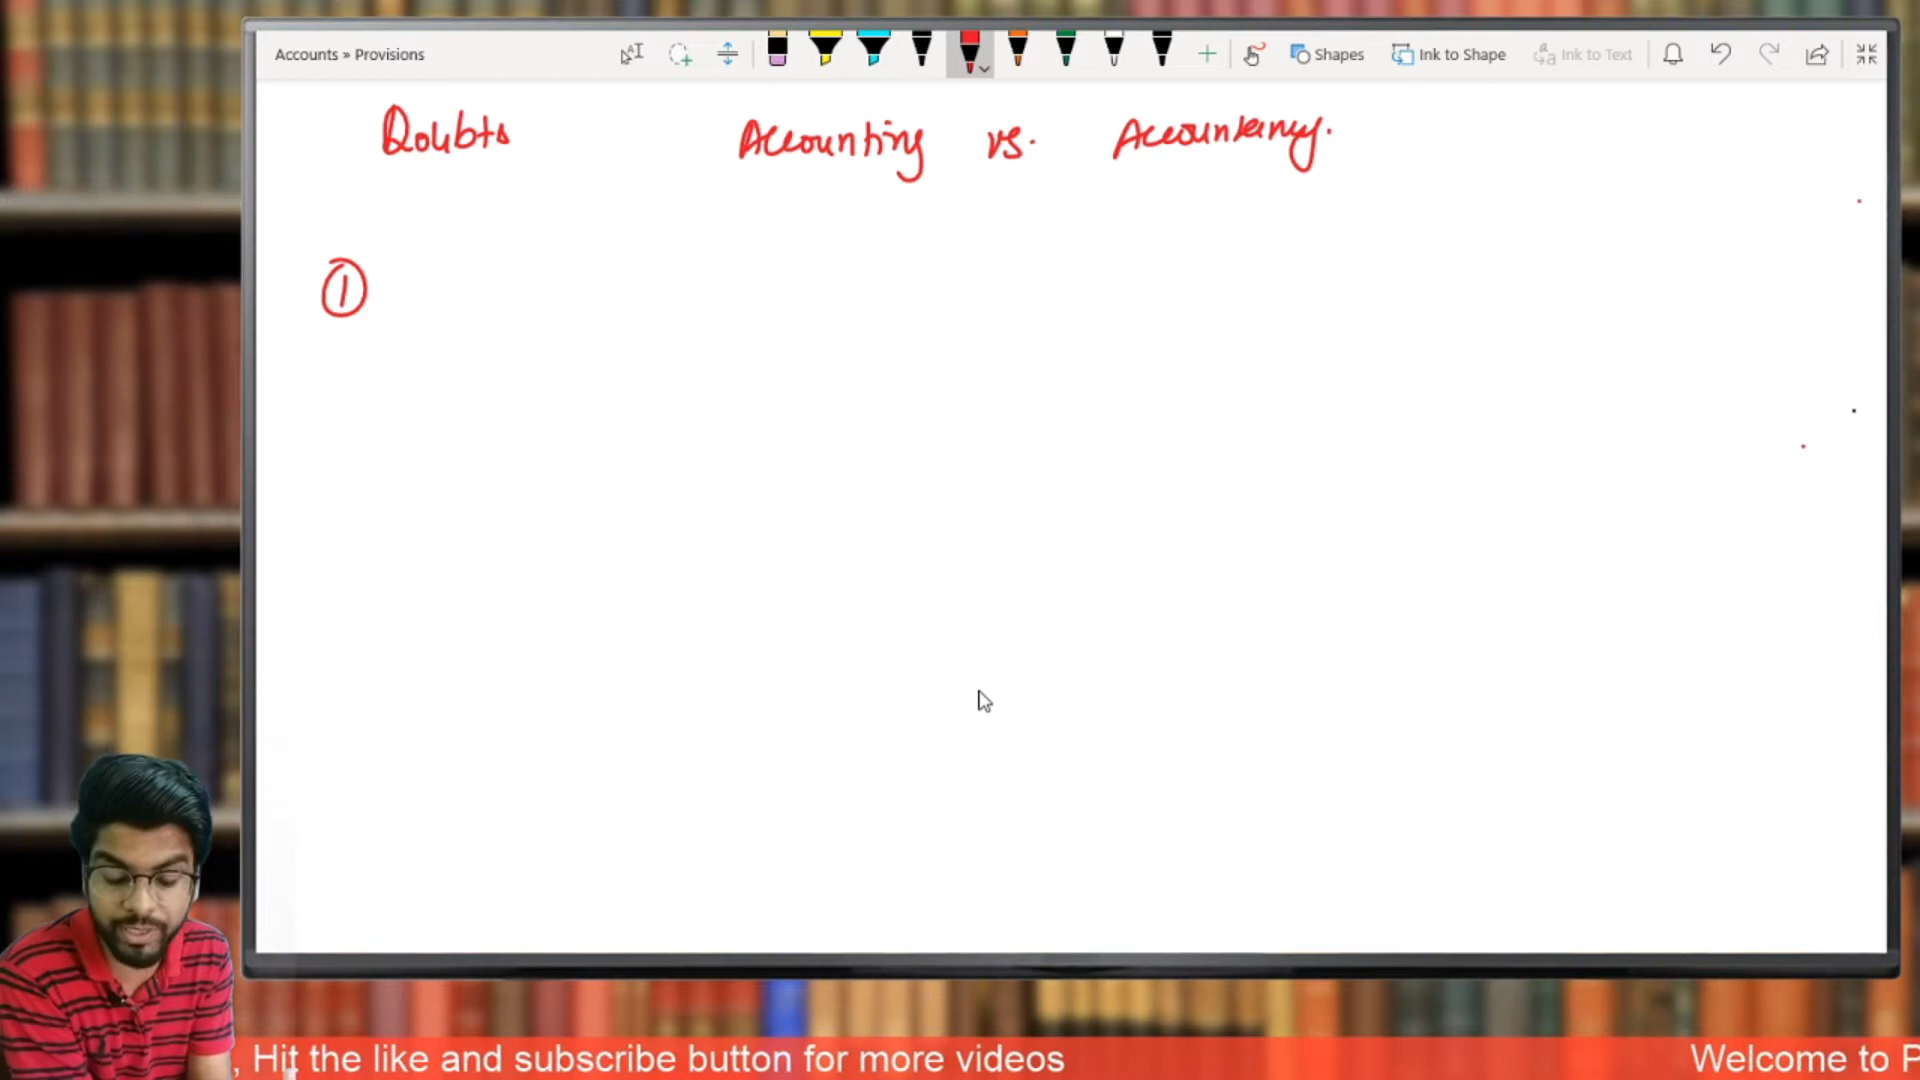 Accounts » Provisions
Shapes
Ink to Shape
Ink to Text
Doubts Accounting vs. Accountancy.
1
, Hit the like and subscribe button for more videos Welcome to P